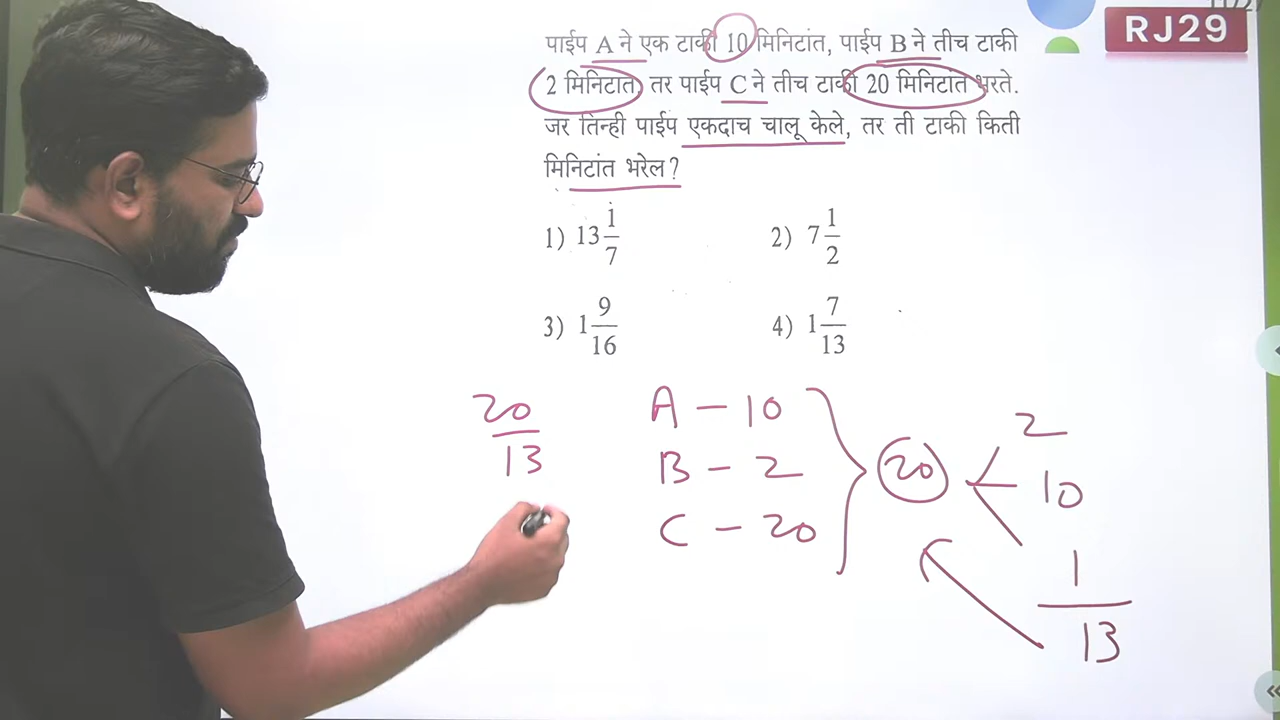 RJ29
पाईप A ने एक टाकी 10 मिनिटांत, पाईप B ने तीच टाकी
2 मिनिटात, तर पाईप C ने तीच टाकी 20 मिनिटात भरते.
जर तिन्ही पाईप एकदाच चालू केले, तर ती टाकी किती
मिनिटांत भरेल?
1) 13 1/7
2) 7 1/2
3) 1 9/16
4) 1 7/13
20/13
A – 10
B – 2
C – 20
20
2
10
1
13